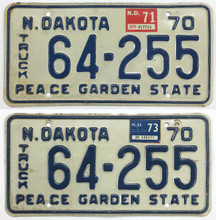 N. DAKOTA N.D. 71 70
TRUCK
64-255
PEACE GARDEN STATE
N. DAKOTA N.D. 73 70
TRUCK
64-255
PEACE GARDEN STATE